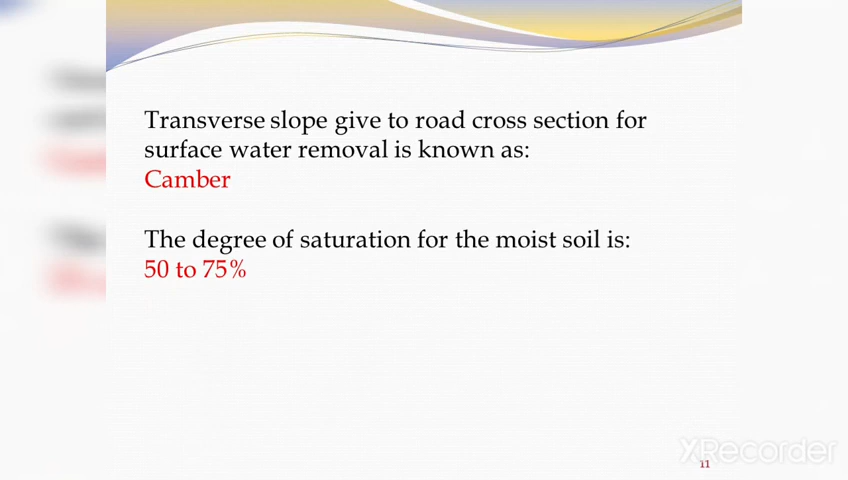 Transverse slope give to road cross section for
surface water removal is known as:
Camber
The degree of saturation for the moist soil is:
50 to 75%
XRecorder
11